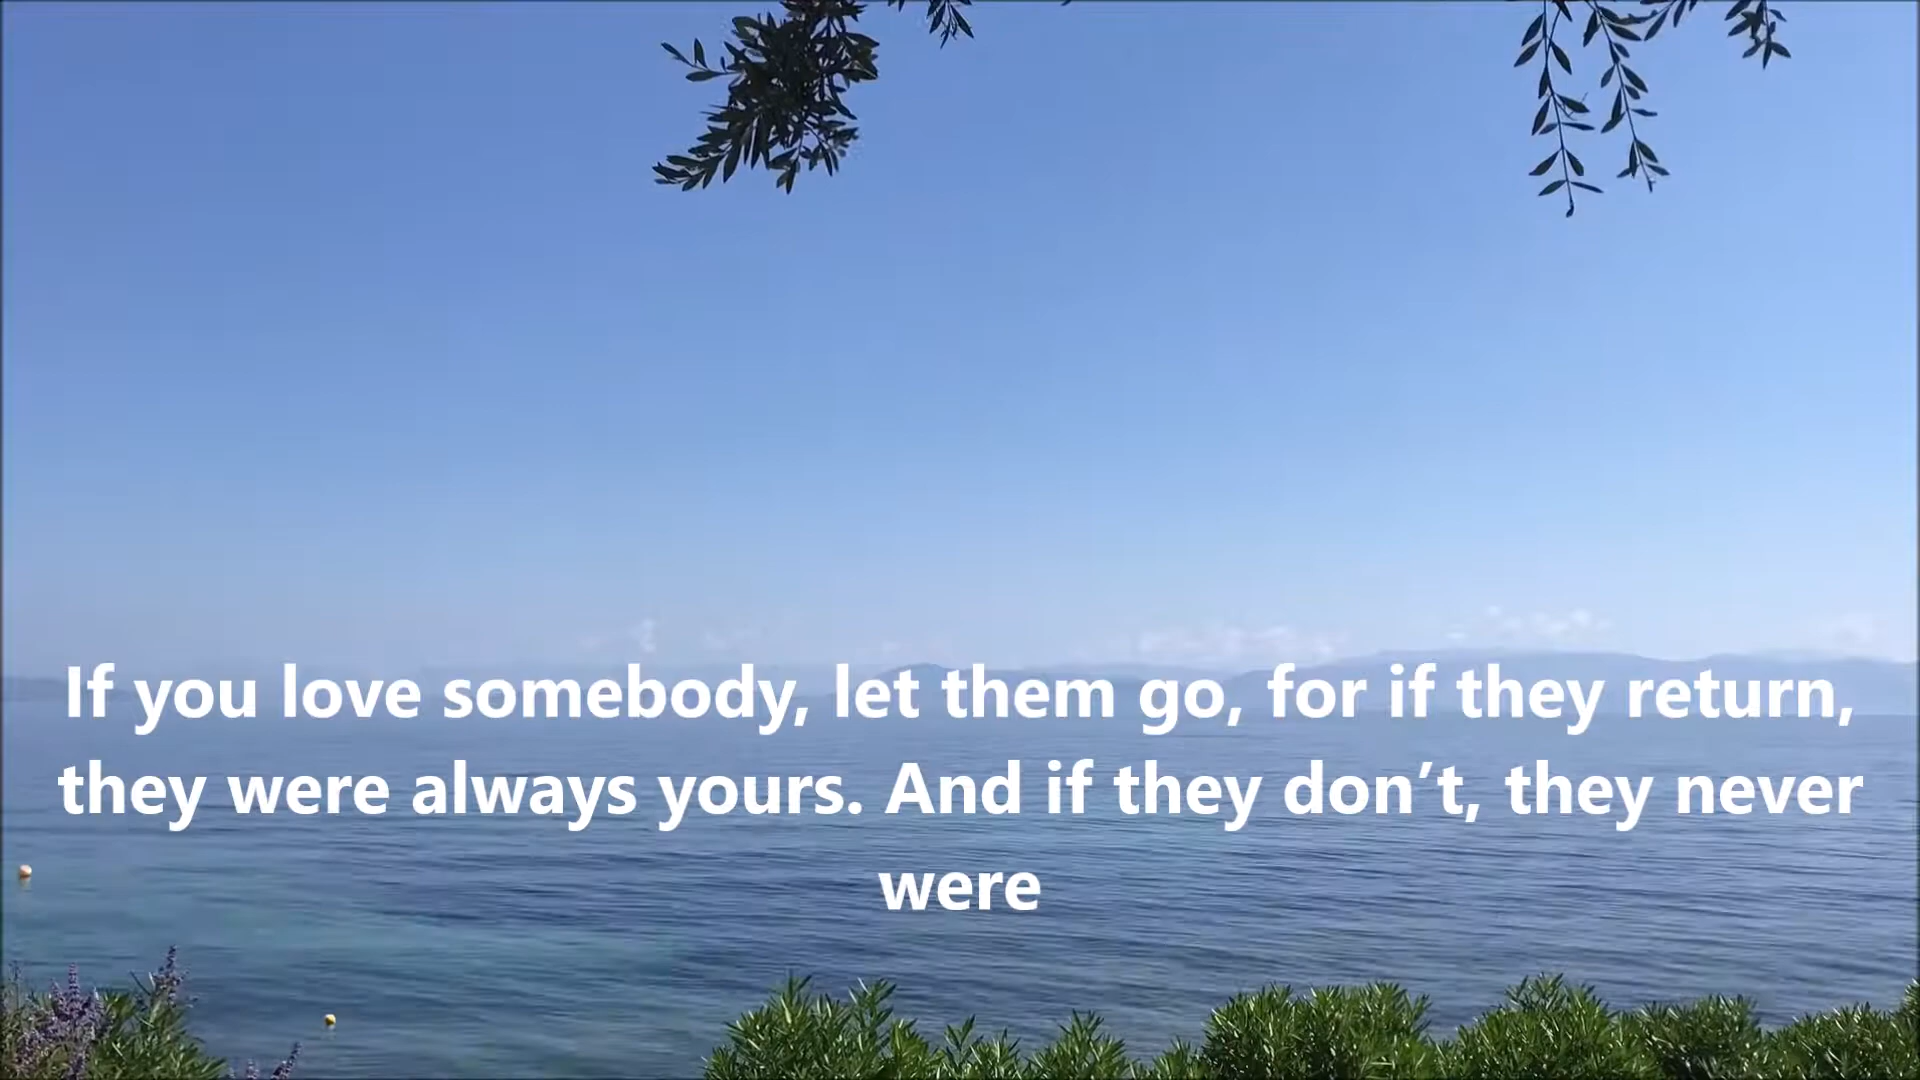 If you love somebody, let them go, for if they return,
they were always yours. And if they don’t, they never
were